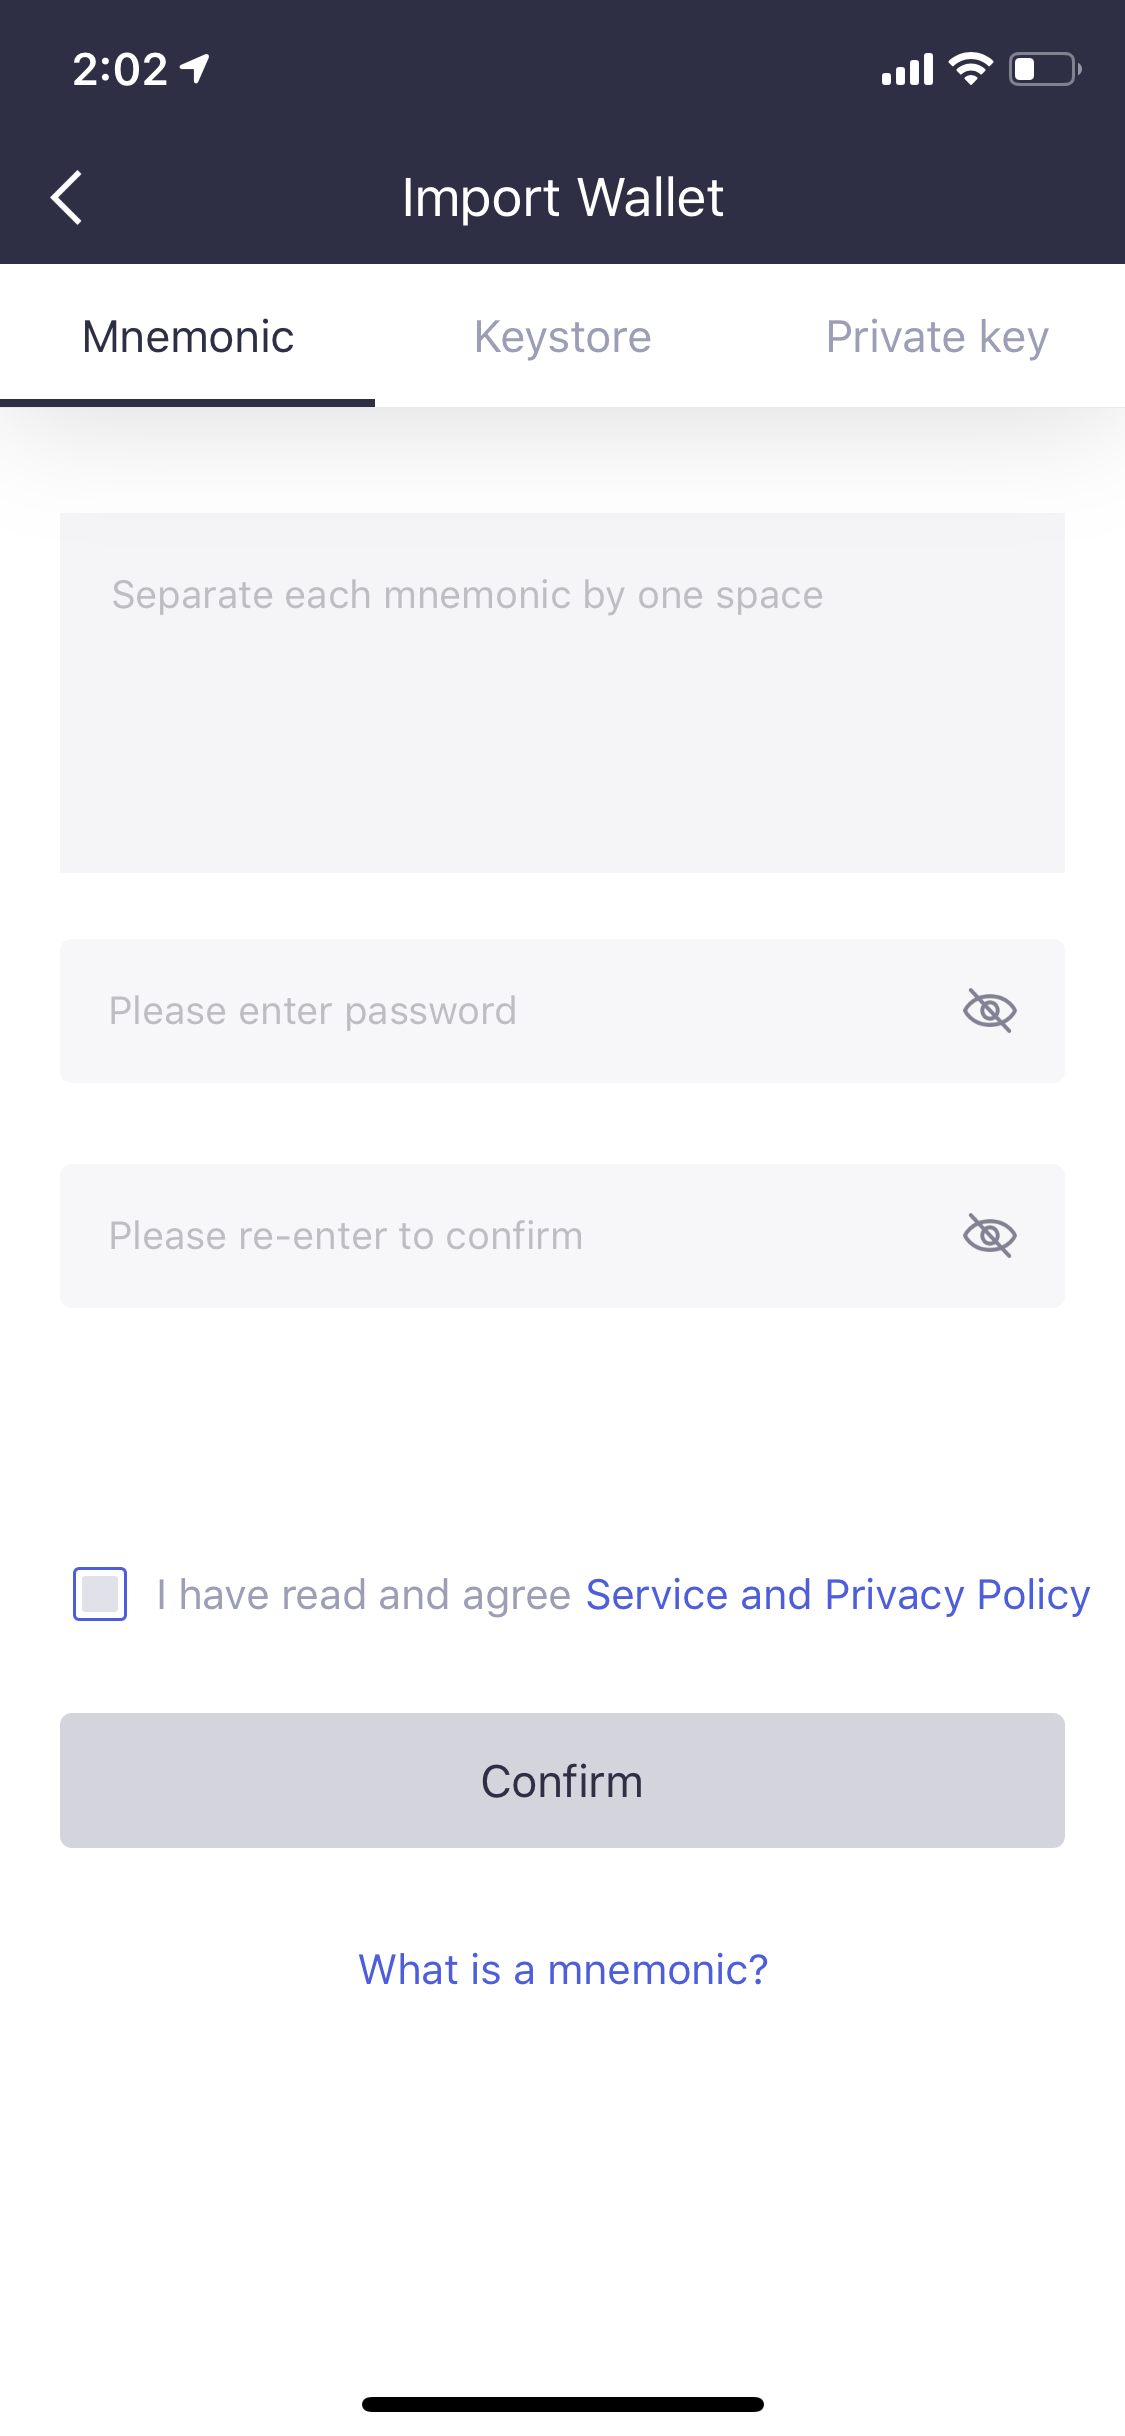 2:02
Import Wallet
Mnemonic Keystore Private key
Separate each mnemonic by one space
Please enter password
Please re-enter to confirm
I have read and agree Service and Privacy Policy
Confirm
What is a mnemonic?